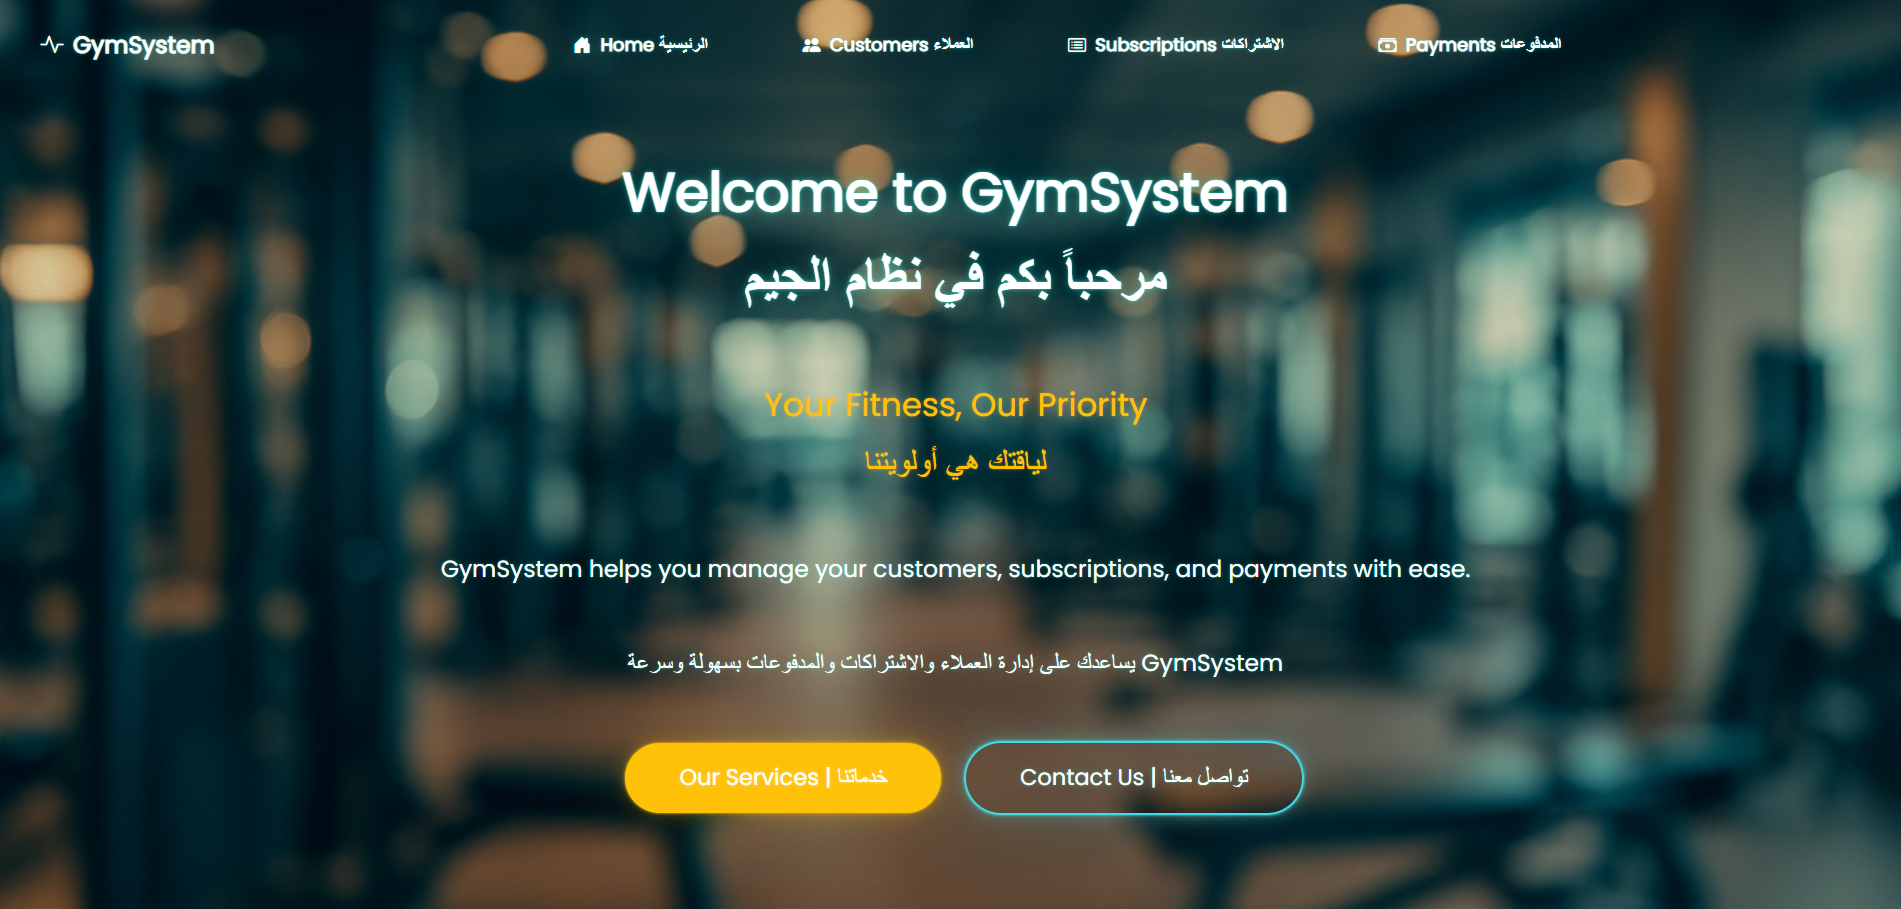 GymSystem
Home الرئيسية
Customers العملاء
Subscriptions الاشتراكات
Payments المدفوعات
Welcome to GymSystem
مرحباً بكم في نظام الجيم
Your Fitness, Our Priority
لياقتك هي أولويتنا
GymSystem helps you manage your customers, subscriptions, and payments with ease.
GymSystem يساعدك على إدارة العملاء والاشتراكات والمدفوعات بسهولة وسرعة
Our Services | خدماتنا
Contact Us | تواصل معنا